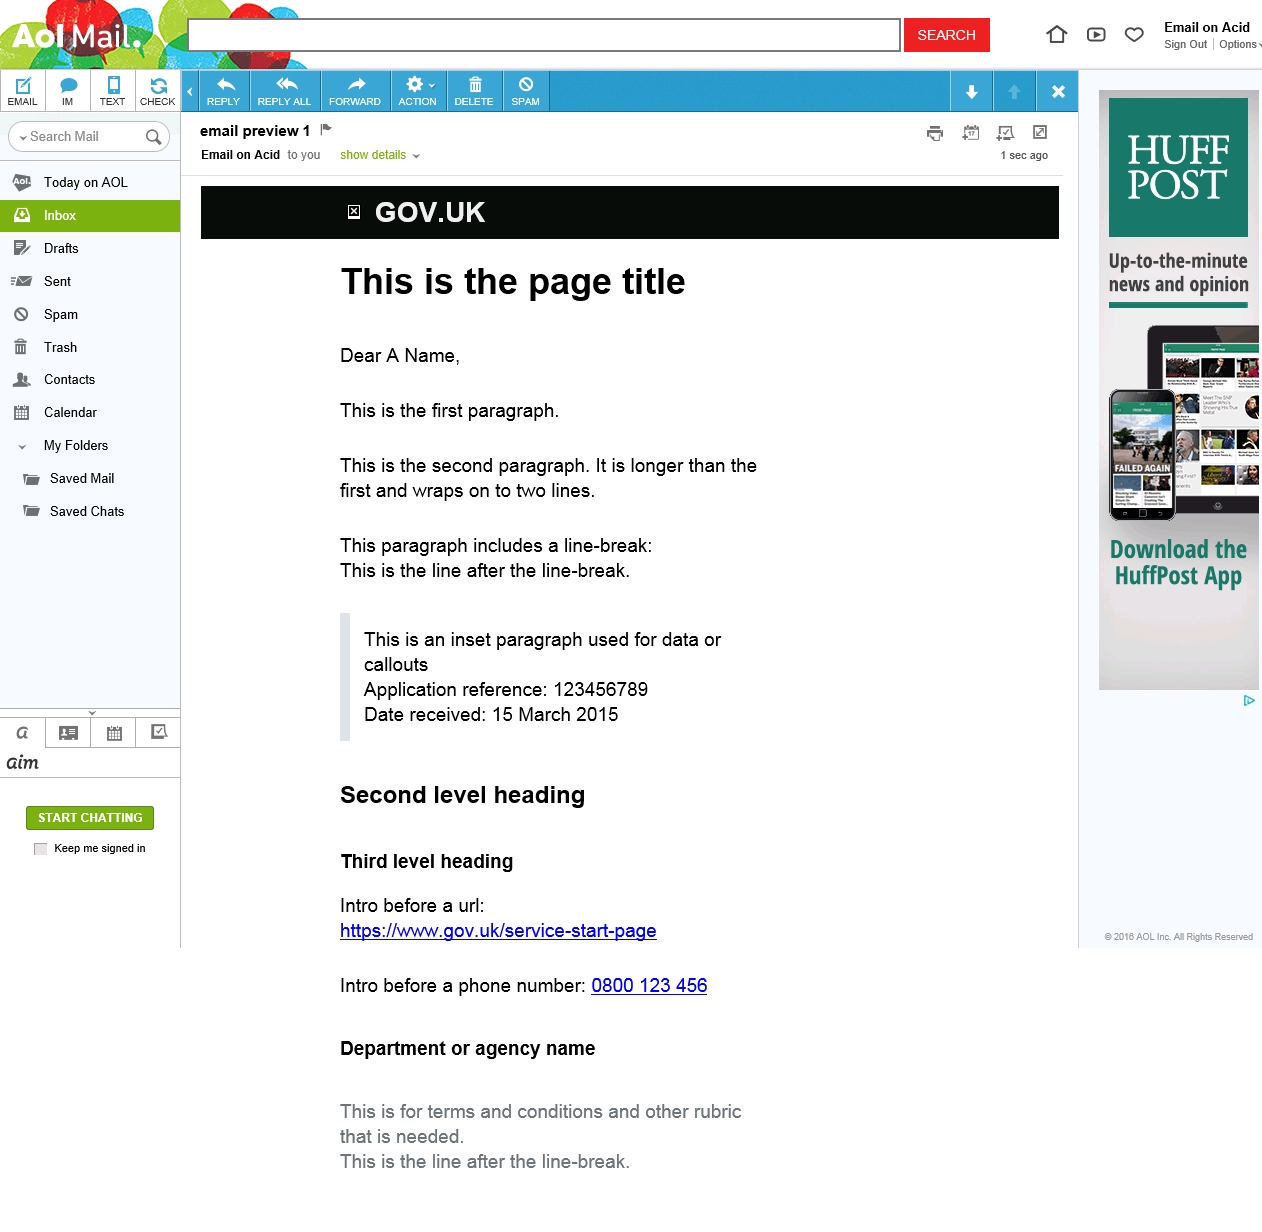 Aol Mail.
SEARCH
Email on Acid
Sign Out Options
EMAIL IM TEXT CHECK
REPLY REPLY ALL FORWARD ACTION DELETE SPAM
Search Mail
Today on AOL
Inbox
Drafts
Sent
Spam
Trash
Contacts
Calendar
My Folders
Saved Mail
Saved Chats
aim
START CHATTING
Keep me signed in
email preview 1
17
Email on Acid to you show details
1 sec ago
GOV.UK
This is the page title
Dear A Name,
This is the first paragraph.
This is the second paragraph. It is longer than the
first and wraps on to two lines.
This paragraph includes a line-break:
This is the line after the line-break.
This is an inset paragraph used for data or
callouts
Application reference: 123456789
Date received: 15 March 2015
Second level heading
Third level heading
Intro before a url:
https://www.gov.uk/service-start-page
Intro before a phone number: 0800 123 456
Department or agency name
This is for terms and conditions and other rubric
that is needed.
This is the line after the line-break.
HUFF
POST
Up-to-the-minute
news and opinion
FAILED AGAIN
Download the
HuffPost App
© 2016 AOL Inc. All Rights Reserved